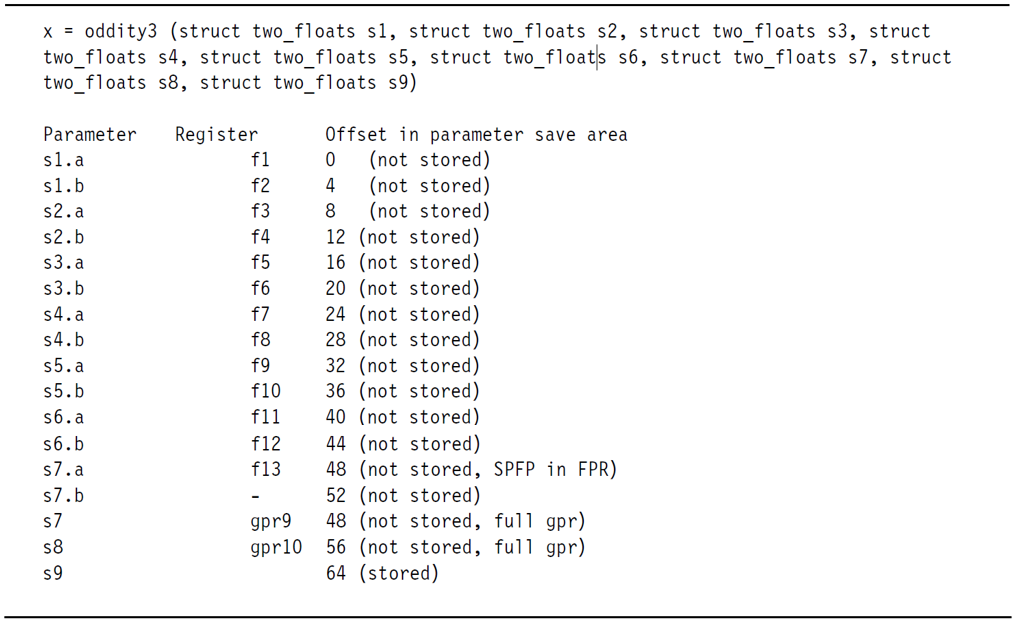 x = oddity3 (struct two_floats s1, struct two_floats s2, struct two_floats s3, struct
two_floats s4, struct two_floats s5, struct two_floats s6, struct two_floats s7, struct
two_floats s8, struct two_floats s9)
Parameter Register Offset in parameter save area
s1.a f1 0 (not stored)
s1.b f2 4 (not stored)
s2.a f3 8 (not stored)
s2.b f4 12 (not stored)
s3.a f5 16 (not stored)
s3.b f6 20 (not stored)
s4.a f7 24 (not stored)
s4.b f8 28 (not stored)
s5.a f9 32 (not stored)
s5.b f10 36 (not stored)
s6.a f11 40 (not stored)
s6.b f12 44 (not stored)
s7.a f13 48 (not stored, SPFP in FPR)
s7.b - 52 (not stored)
s7 gpr9 48 (not stored, full gpr)
s8 gpr10 56 (not stored, full gpr)
s9 64 (stored)